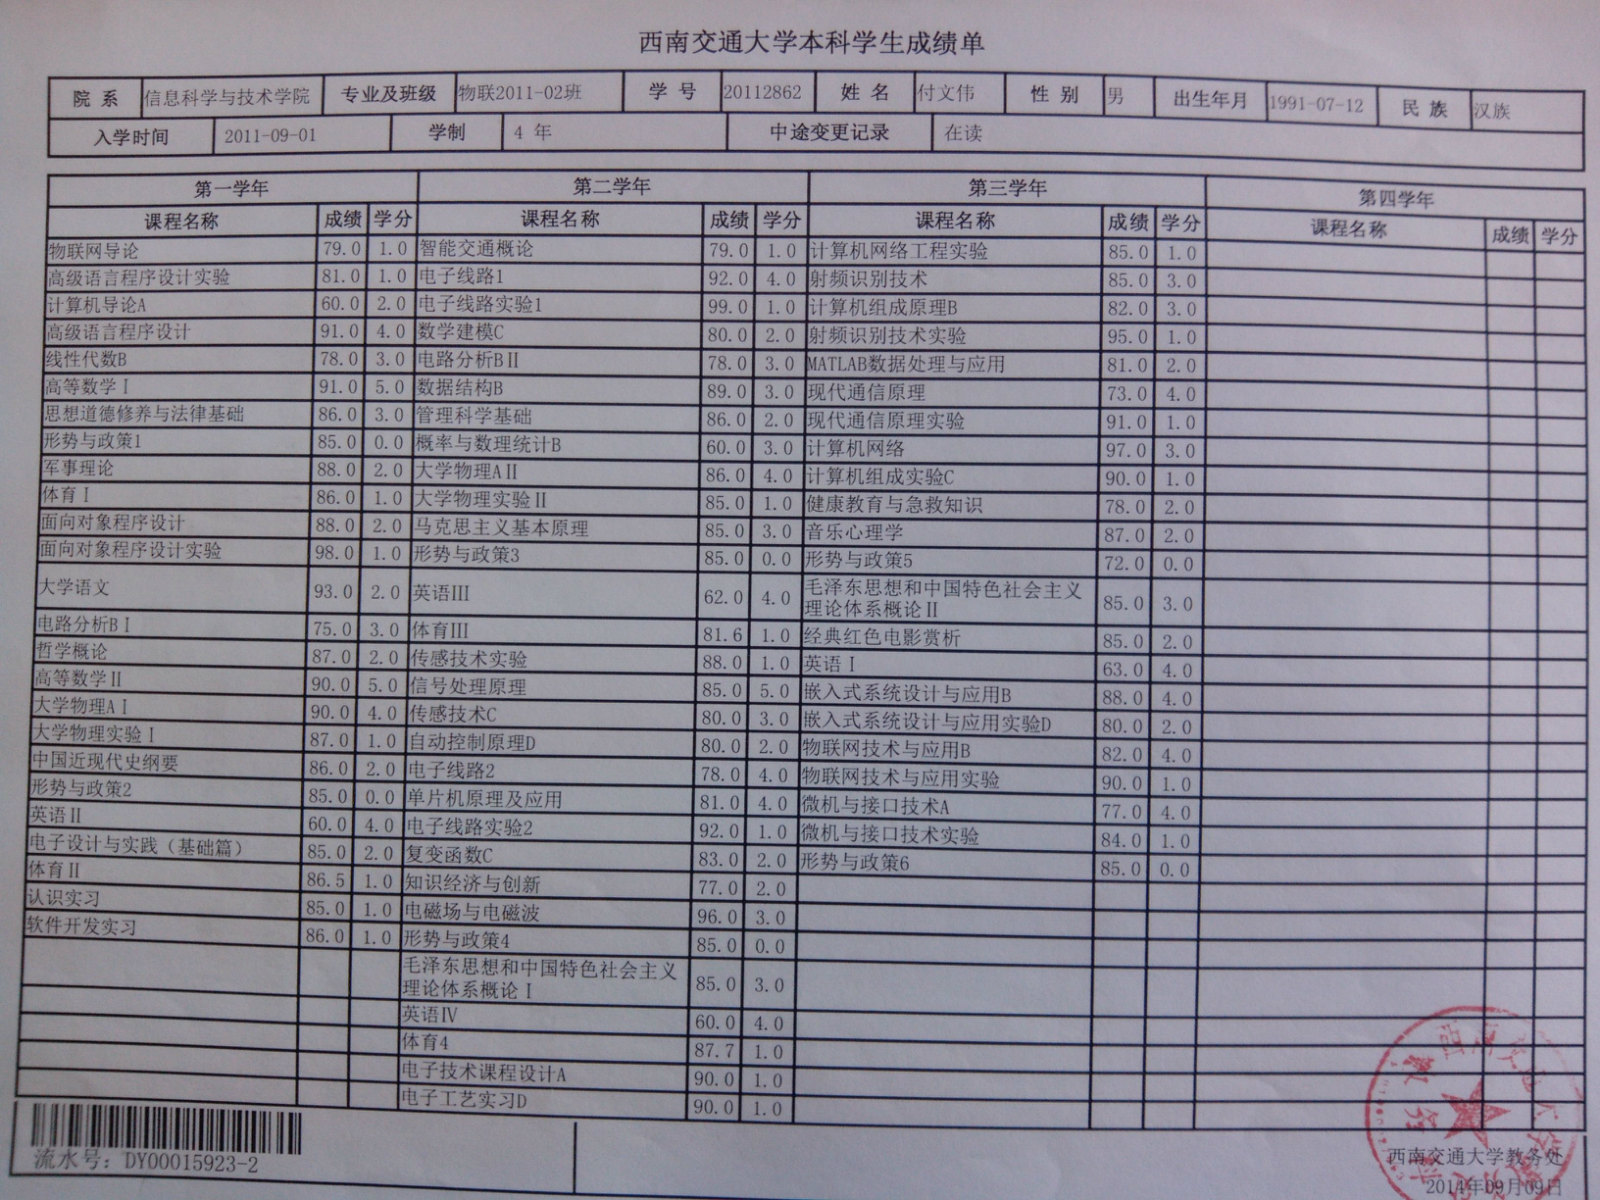 西南交通大学本科学生成绩单
院 系 信息科学与技术学院 专业及班级 物联2011-02班 学 号 20112862 姓 名 付文伟 性 别 男 出生年月 1991-07-12 民 族 汉族
入学时间 2011-09-01 学制 4 年 中途变更记录 在读
第一学年 第二学年 第三学年 第四学年
课程名称 成绩 学分 课程名称 成绩 学分 课程名称 成绩 学分 课程名称 成绩 学分
物联网导论 79.0 1.0 智能交通概论 79.0 1.0 计算机网络工程实验 85.0 1.0
高级语言程序设计实验 81.0 1.0 电子线路1 92.0 4.0 射频识别技术 85.0 3.0
计算机导论A 60.0 2.0 电子线路实验1 99.0 1.0 计算机组成原理B 82.0 3.0
高级语言程序设计 91.0 4.0 数学建模C 80.0 2.0 射频识别技术实验 95.0 1.0
线性代数B 78.0 3.0 电路分析BⅡ 78.0 3.0 MATLAB数据处理与应用 81.0 2.0
高等数学Ⅰ 91.0 5.0 数据结构B 89.0 3.0 现代通信原理 73.0 4.0
思想道德修养与法律基础 86.0 3.0 管理科学基础 86.0 2.0 现代通信原理实验 91.0 1.0
形势与政策1 85.0 0.0 概率与数理统计B 60.0 3.0 计算机网络 97.0 3.0
军事理论 88.0 2.0 大学物理AⅡ 86.0 4.0 计算机组成实验C 90.0 1.0
体育Ⅰ 86.0 1.0 大学物理实验Ⅱ 85.0 1.0 健康教育与急救知识 78.0 2.0
面向对象程序设计 88.0 2.0 马克思主义基本原理 85.0 3.0 音乐心理学 87.0 2.0
面向对象程序设计实验 98.0 1.0 形势与政策3 85.0 0.0 形势与政策5 72.0 0.0
大学语文 93.0 2.0 英语III 62.0 4.0 毛泽东思想和中国特色社会主义
理论体系概论Ⅱ 85.0 3.0
电路分析BⅠ 75.0 3.0 体育III 81.6 1.0 经典红色电影赏析 85.0 2.0
哲学概论 87.0 2.0 传感技术实验 88.0 1.0 英语Ⅰ 63.0 4.0
高等数学Ⅱ 90.0 5.0 信号处理原理 85.0 5.0 嵌入式系统设计与应用B 88.0 4.0
大学物理AⅠ 90.0 4.0 传感技术C 80.0 3.0 嵌入式系统设计与应用实验D 80.0 2.0
大学物理实验Ⅰ 87.0 1.0 自动控制原理D 80.0 2.0 物联网技术与应用B 82.0 4.0
中国近现代史纲要 86.0 2.0 电子线路2 78.0 4.0 物联网技术与应用实验 90.0 1.0
形势与政策2 85.0 0.0 单片机原理及应用 81.0 4.0 微机与接口技术A 77.0 4.0
英语Ⅱ 60.0 4.0 电子线路实验2 92.0 1.0 微机与接口技术实验 84.0 1.0
电子设计与实践（基础篇） 85.0 2.0 复变函数C 83.0 2.0 形势与政策6 85.0 0.0
体育Ⅱ 86.5 1.0 知识经济与创新 77.0 2.0
认识实习 85.0 1.0 电磁场与电磁波 96.0 3.0
软件开发实习 86.0 1.0 形势与政策4 85.0 0.0
毛泽东思想和中国特色社会主义
理论体系概论Ⅰ 85.0 3.0
英语Ⅳ 60.0 4.0
体育4 87.7 1.0
电子技术课程设计A 90.0 1.0
电子工艺实习D 90.0 1.0
流水号: DY00015923-2
西南交通大学教务处
2014年09月09日